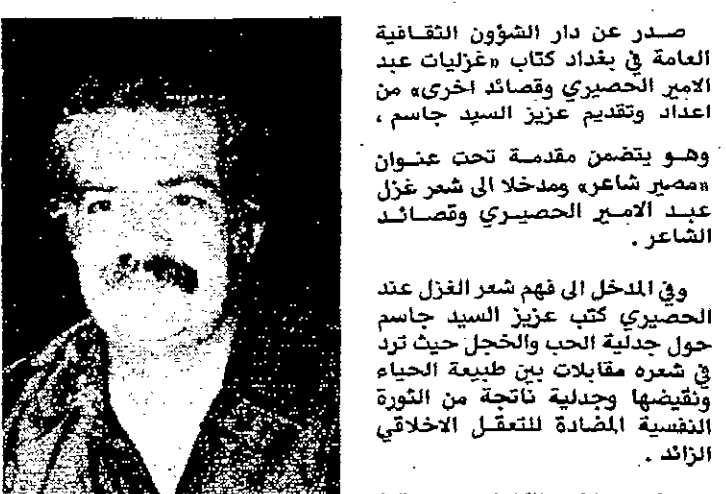 صدر عن دار الشؤون الثقافية
العامة في بغداد كتاب «غزليات عبد
الامير الحصيري وقصائد اخرى» من
اعداد وتقديم عزيز السيد جاسم ،
وهو يتضمن مقدمة تحت عنوان
«مصير شاعر» ومدخلا الى شعر غزل
عبد الامير الحصيري وقصائد
الشاعر .
وفي المدخل الى فهم شعر الغزل عند
الحصيري كتب عزيز السيد جاسم
حول جدلية الحب والخجل حيث ترد
في شعره مقابلات بين طبيعة الحياء
ونقيضها وجدلية ناتجة من الثورة
النفسية المضادة للتعقل الاخلاقي
الزائد .